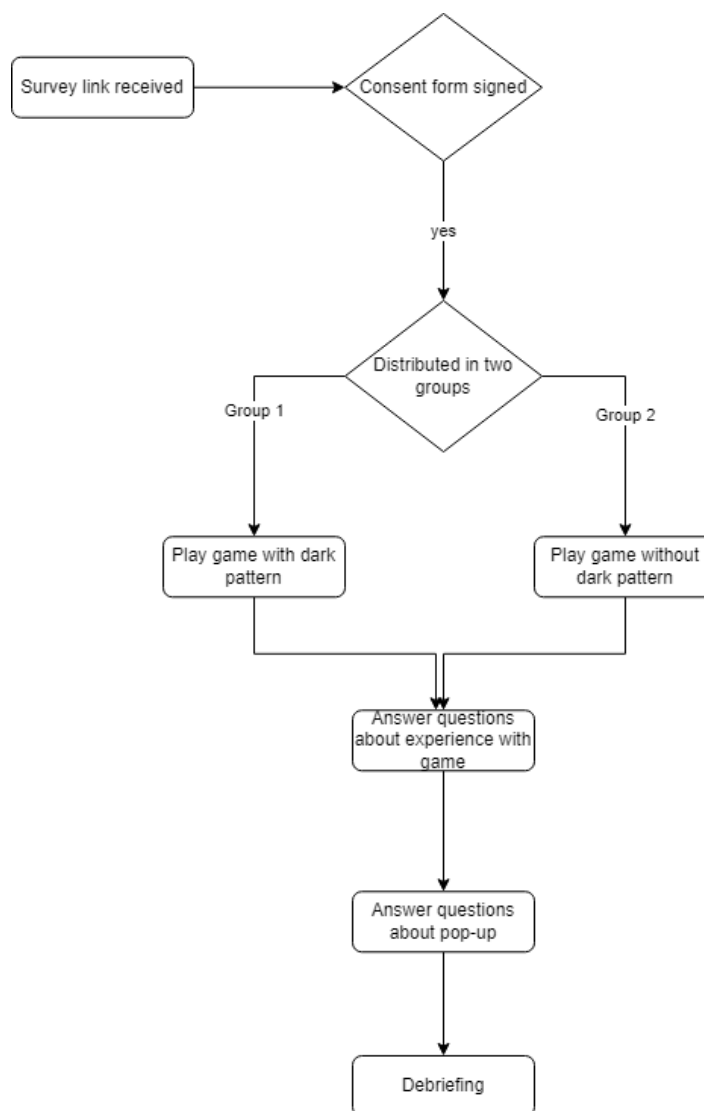 Survey link received
Consent form signed
yes
Distributed in two
groups
Group 1
Group 2
Play game with dark
pattern
Play game without
dark pattern
Answer questions
about experience with
game
Answer questions
about pop-up
Debriefing